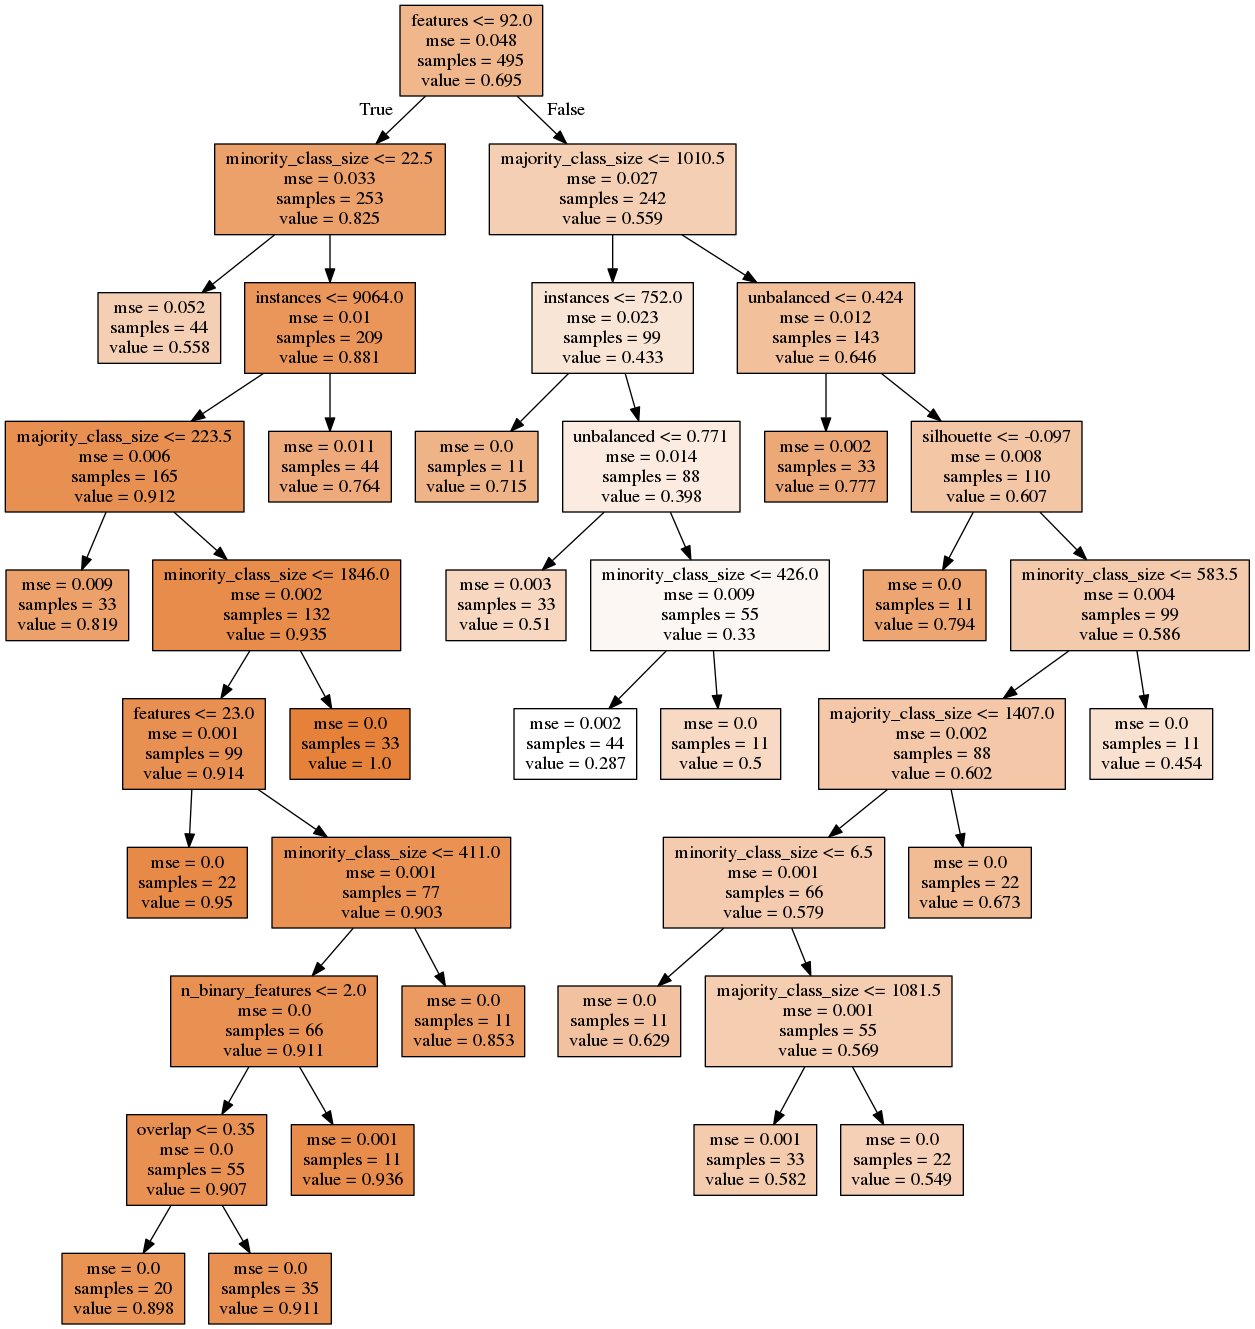 features <= 92.0
mse = 0.048
samples = 495
value = 0.695
True
False
minority_class_size <= 22.5
mse = 0.033
samples = 253
value = 0.825
majority_class_size <= 1010.5
mse = 0.027
samples = 242
value = 0.559
mse = 0.052
samples = 44
value = 0.558
instances <= 9064.0
mse = 0.01
samples = 209
value = 0.881
instances <= 752.0
mse = 0.023
samples = 99
value = 0.433
unbalanced <= 0.424
mse = 0.012
samples = 143
value = 0.646
majority_class_size <= 223.5
mse = 0.006
samples = 165
value = 0.912
mse = 0.011
samples = 44
value = 0.764
mse = 0.0
samples = 11
value = 0.715
unbalanced <= 0.771
mse = 0.014
samples = 88
value = 0.398
mse = 0.002
samples = 33
value = 0.777
silhouette <= -0.097
mse = 0.008
samples = 110
value = 0.607
mse = 0.009
samples = 33
value = 0.819
minority_class_size <= 1846.0
mse = 0.002
samples = 132
value = 0.935
mse = 0.003
samples = 33
value = 0.51
minority_class_size <= 426.0
mse = 0.009
samples = 55
value = 0.33
mse = 0.0
samples = 11
value = 0.794
minority_class_size <= 583.5
mse = 0.004
samples = 99
value = 0.586
features <= 23.0
mse = 0.001
samples = 99
value = 0.914
mse = 0.0
samples = 33
value = 1.0
mse = 0.002
samples = 44
value = 0.287
mse = 0.0
samples = 11
value = 0.5
majority_class_size <= 1407.0
mse = 0.002
samples = 88
value = 0.602
mse = 0.0
samples = 11
value = 0.454
mse = 0.0
samples = 22
value = 0.95
minority_class_size <= 411.0
mse = 0.001
samples = 77
value = 0.903
minority_class_size <= 6.5
mse = 0.001
samples = 66
value = 0.579
mse = 0.0
samples = 22
value = 0.673
n_binary_features <= 2.0
mse = 0.0
samples = 66
value = 0.911
mse = 0.0
samples = 11
value = 0.853
mse = 0.0
samples = 11
value = 0.629
majority_class_size <= 1081.5
mse = 0.001
samples = 55
value = 0.569
overlap <= 0.35
mse = 0.0
samples = 55
value = 0.907
mse = 0.001
samples = 11
value = 0.936
mse = 0.001
samples = 33
value = 0.582
mse = 0.0
samples = 22
value = 0.549
mse = 0.0
samples = 20
value = 0.898
mse = 0.0
samples = 35
value = 0.911